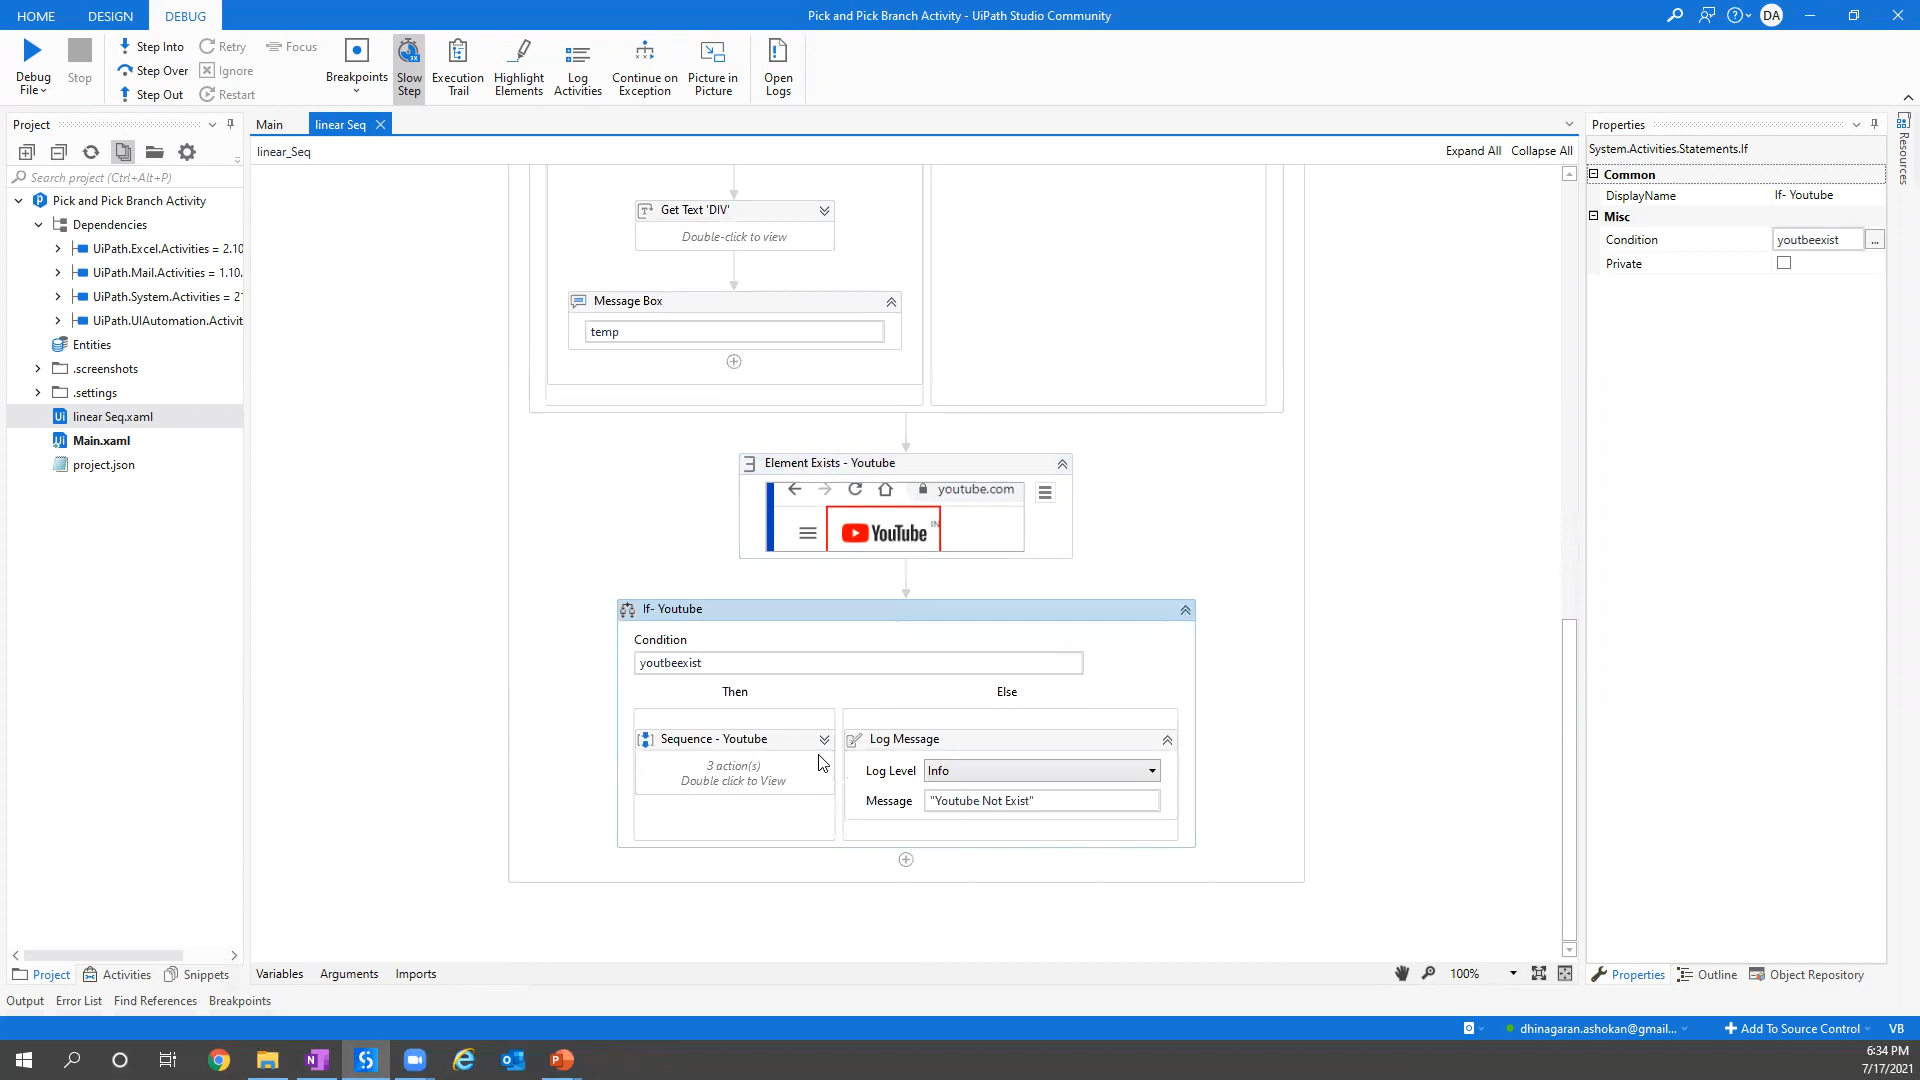 HOME DESIGN DEBUG
Pick and Pick Branch Activity - UiPath Studio Community
DA
Debug File
Stop
Step Into
Step Over
Step Out
Retry
Ignore
Restart
Focus
Breakpoints
Slow Step
3X
Execution Trail
Highlight Elements
Log Activities
Continue on Exception
Picture in Picture
Open Logs
Project
Search project (Ctrl+Alt+P)
Pick and Pick Branch Activity
Dependencies
UiPath.Excel.Activities = 2.10
UiPath.Mail.Activities = 1.10.
UiPath.System.Activities = 2
UiPath.UIAutomation.Activit
Entities
.screenshots
.settings
linear Seq.xaml
Main.xaml
project.json
Project Activities Snippets
Main linear Seq
linear_Seq
Expand All Collapse All
Get Text 'DIV'
Double-click to view
Message Box
temp
Element Exists - Youtube
youtube.com
YouTube IN
If- Youtube
Condition
youtbeexist
Then Else
Sequence - Youtube
3 action(s)
Double click to View
Log Message
Log Level Info
Message "Youtube Not Exist"
Variables Arguments Imports
100%
Properties
System.Activities.Statements.If
Common
DisplayName If- Youtube
Misc
Condition youtbeexist ...
Private
Resources
Properties Outline Object Repository
Output Error List Find References Breakpoints
dhinagaran.ashokan@gmail...
Add To Source Control
VB
6:34 PM
7/17/2021